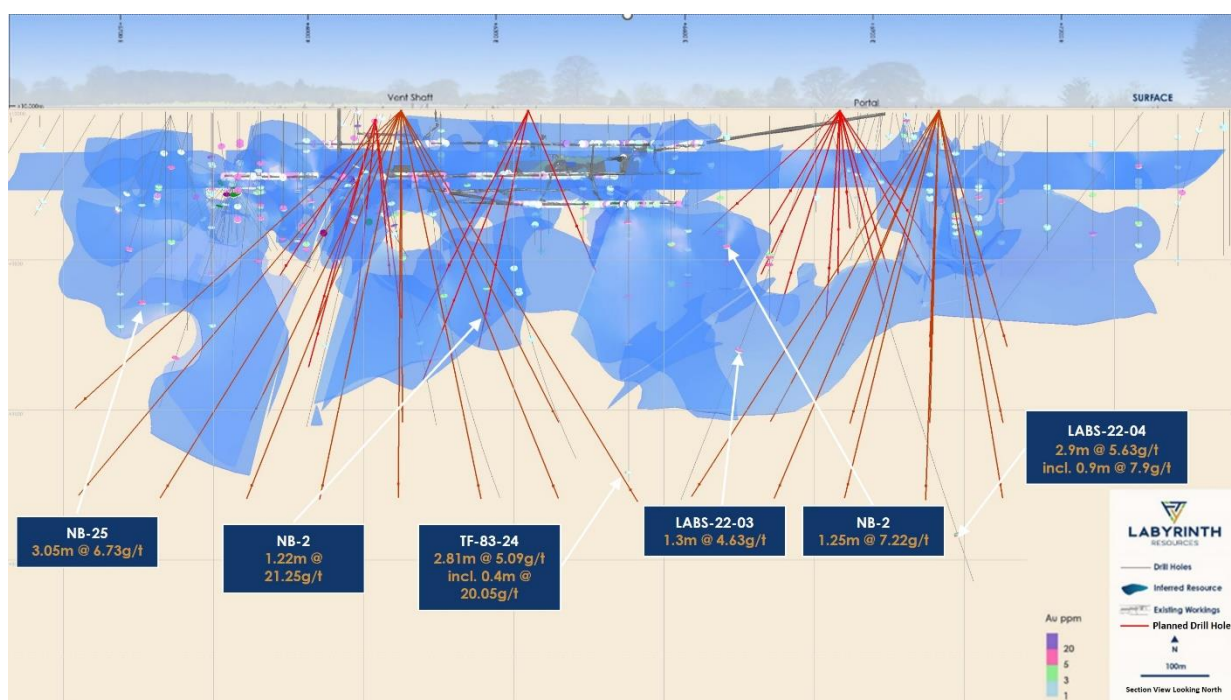 +10,000m
Vent Shaft
Portal
SURFACE
NB-25
3.05m @ 6.73g/t
NB-2
1.22m @
21.25g/t
TF-83-24
2.81m @ 5.09g/t
incl. 0.4m @
20.05g/t
LABS-22-03
1.3m @ 4.63g/t
NB-2
1.25m @ 7.22g/t
LABS-22-04
2.9m @ 5.63g/t
incl. 0.9m @ 7.9g/t
LABYRINTH
RESOURCES
Drill Holes
Inferred Resource
Existing Workings
Planned Drill Hole
N
100m
Section View Looking North
Au ppm
20
5
3
1